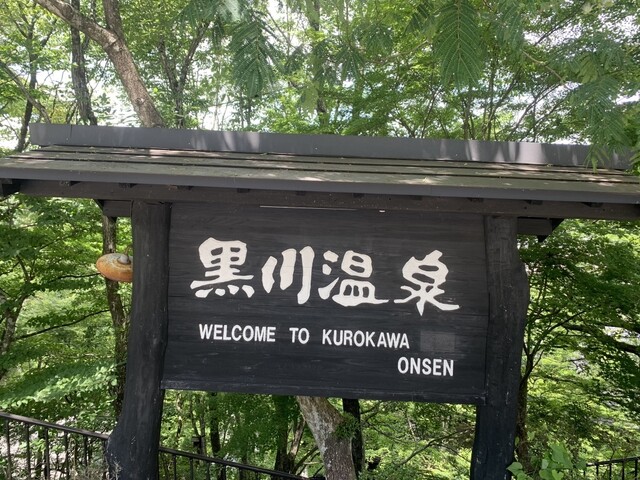 黒川温泉
WELCOME TO KUROKAWA
ONSEN